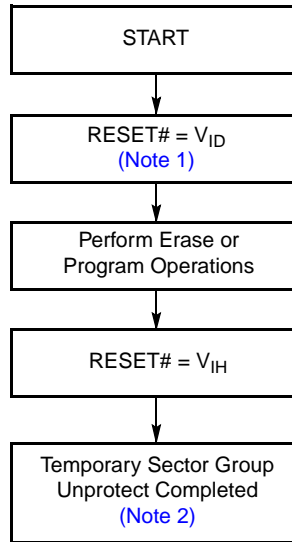 START
RESET# = V_ID
(Note 1)
Perform Erase or
Program Operations
RESET# = V_IH
Temporary Sector Group
Unprotect Completed
(Note 2)